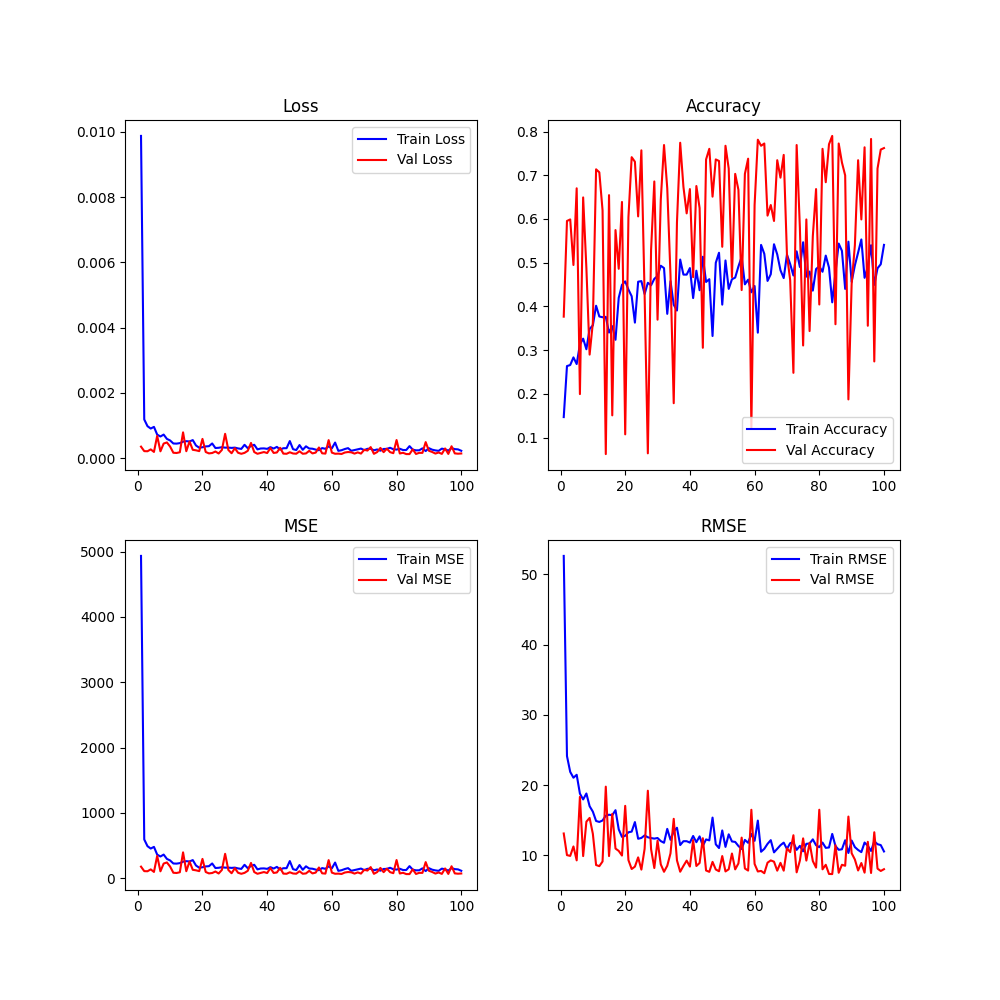 Loss
0.010
0.008
0.006
0.004
0.002
0.000
0 20 40 60 80 100
Train Loss
Val Loss
Accuracy
0.8
0.7
0.6
0.5
0.4
0.3
0.2
0.1
0 20 40 60 80 100
Train Accuracy
Val Accuracy
MSE
5000
4000
3000
2000
1000
0
0 20 40 60 80 100
Train MSE
Val MSE
RMSE
50
40
30
20
10
0 20 40 60 80 100
Train RMSE
Val RMSE